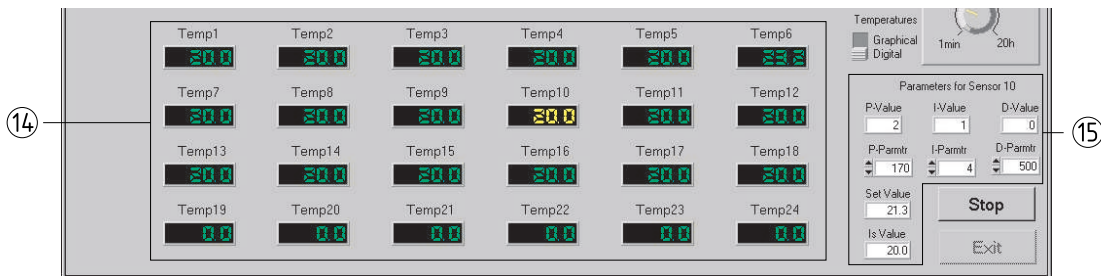 Temp1 Temp2 Temp3 Temp4 Temp5 Temp6
20.0 20.0 20.0 20.0 20.0 23.2
Temp7 Temp8 Temp9 Temp10 Temp11 Temp12
20.0 20.0 20.0 20.0 20.0 20.0
Temp13 Temp14 Temp15 Temp16 Temp17 Temp18
20.0 20.0 20.0 20.0 20.0 20.0
Temp19 Temp20 Temp21 Temp22 Temp23 Temp24
0.0 0.0 0.0 0.0 0.0 0.0
14
Temperatures
Graphical
Digital
1min 20h
Parameters for Sensor 10
P-Value I-Value D-Value
2 1 0
P-Parmtr I-Parmtr D-Parmtr
170 4 500
Set Value
21.3
Is Value
20.0
Stop
Exit
15